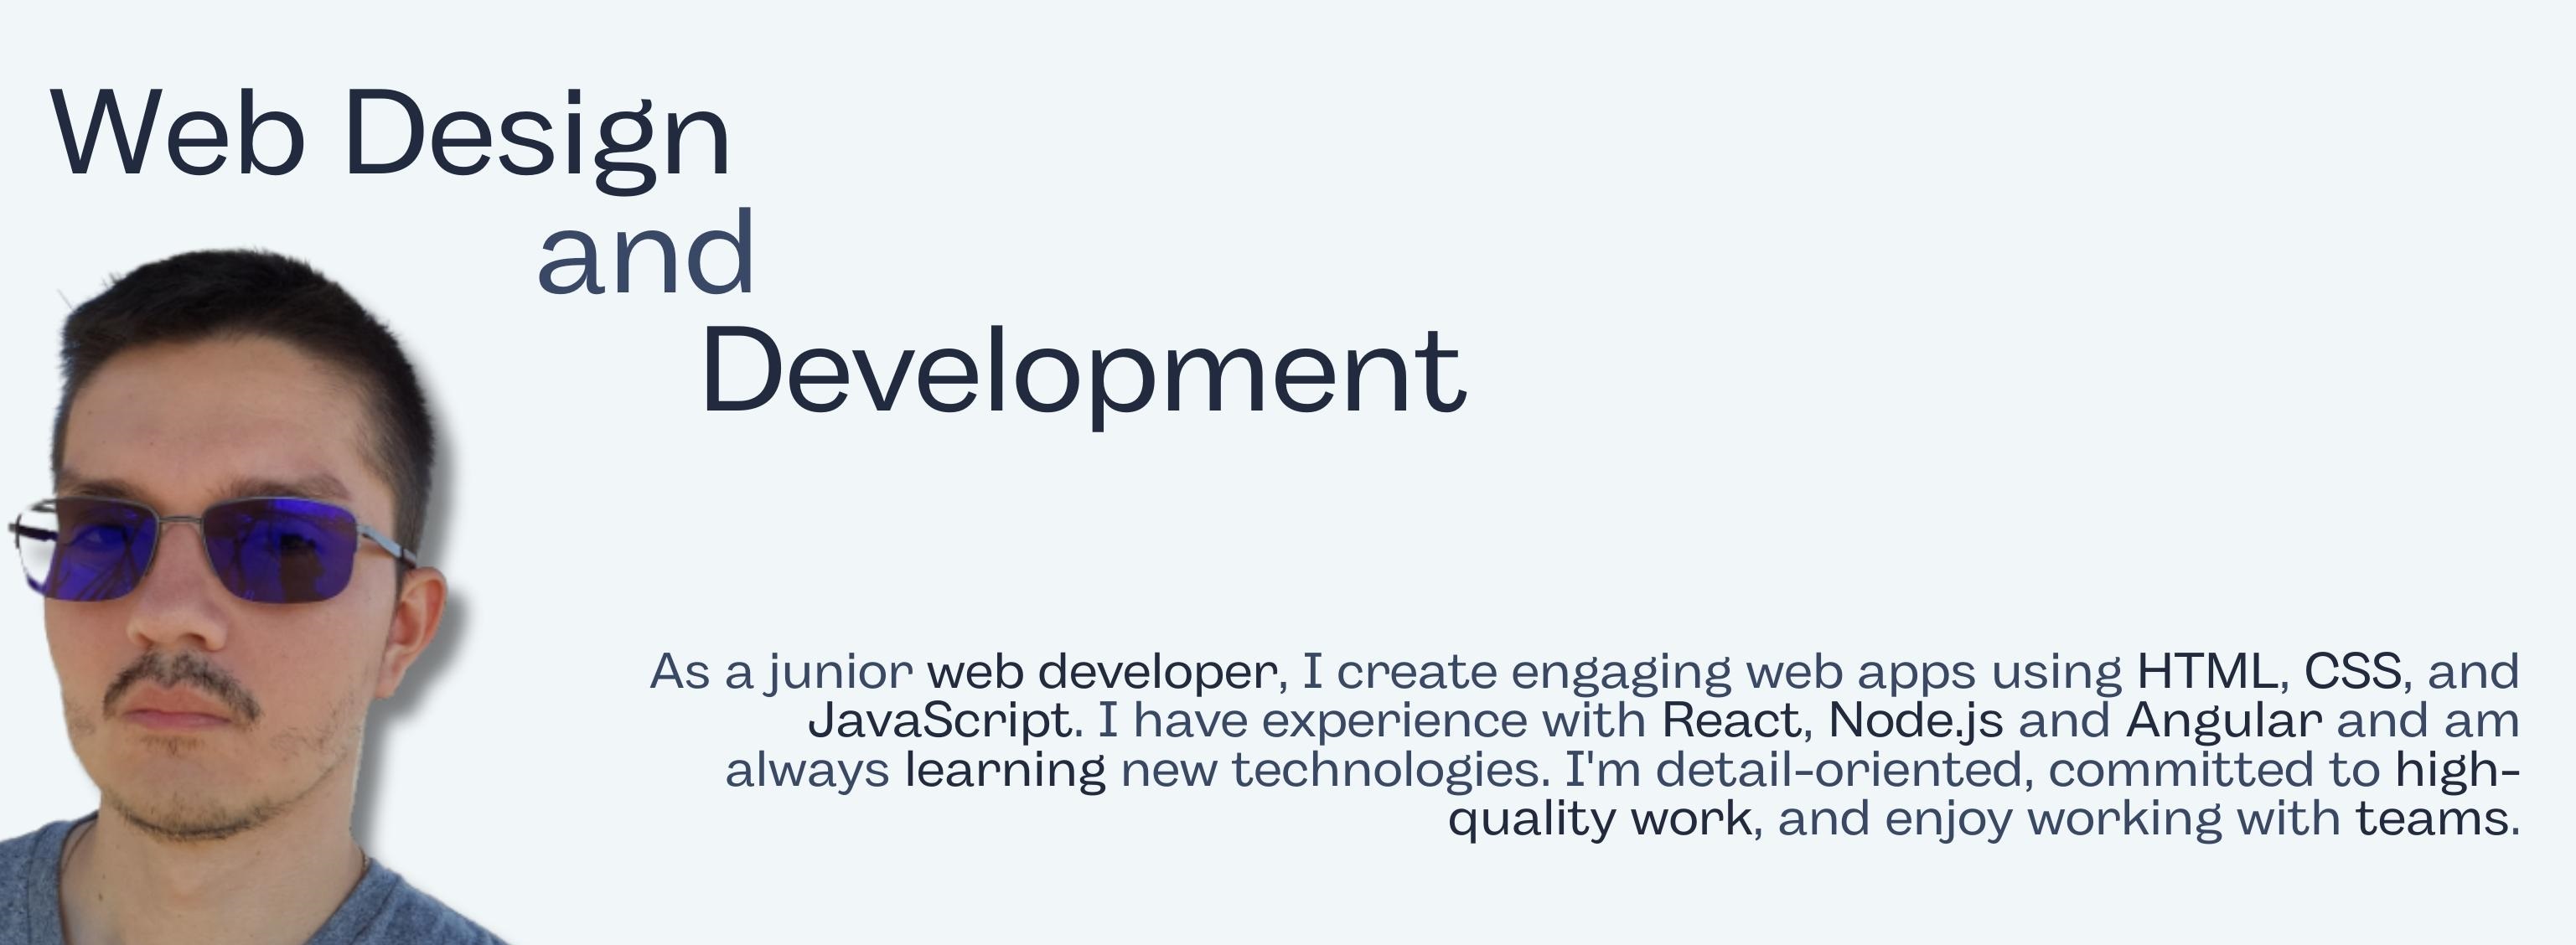 Web Design
and
Development
As a junior web developer, I create engaging web apps using HTML, CSS, and
JavaScript. I have experience with React, Node.js and Angular and am
always learning new technologies. I'm detail-oriented, committed to high-
quality work, and enjoy working with teams.